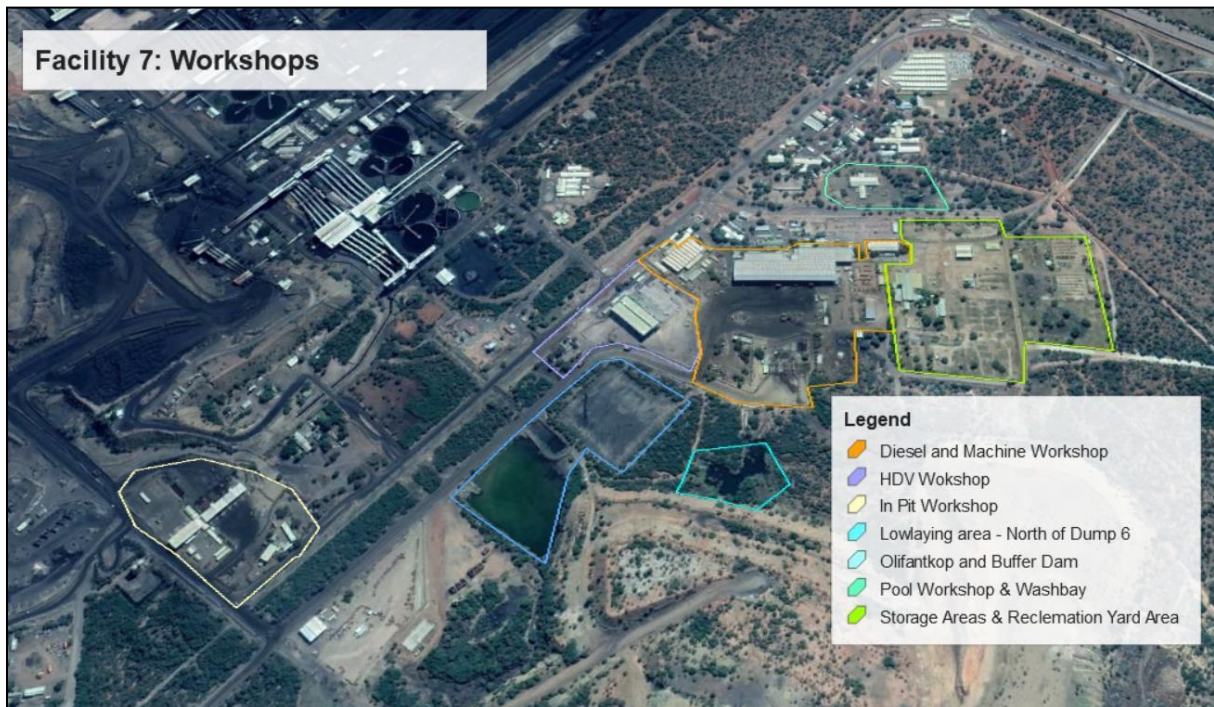 Facility 7: Workshops
Legend
Diesel and Machine Workshop
HDV Wokshop
In Pit Workshop
Lowlaying area - North of Dump 6
Olifantkop and Buffer Dam
Pool Workshop & Washbay
Storage Areas & Reclemation Yard Area